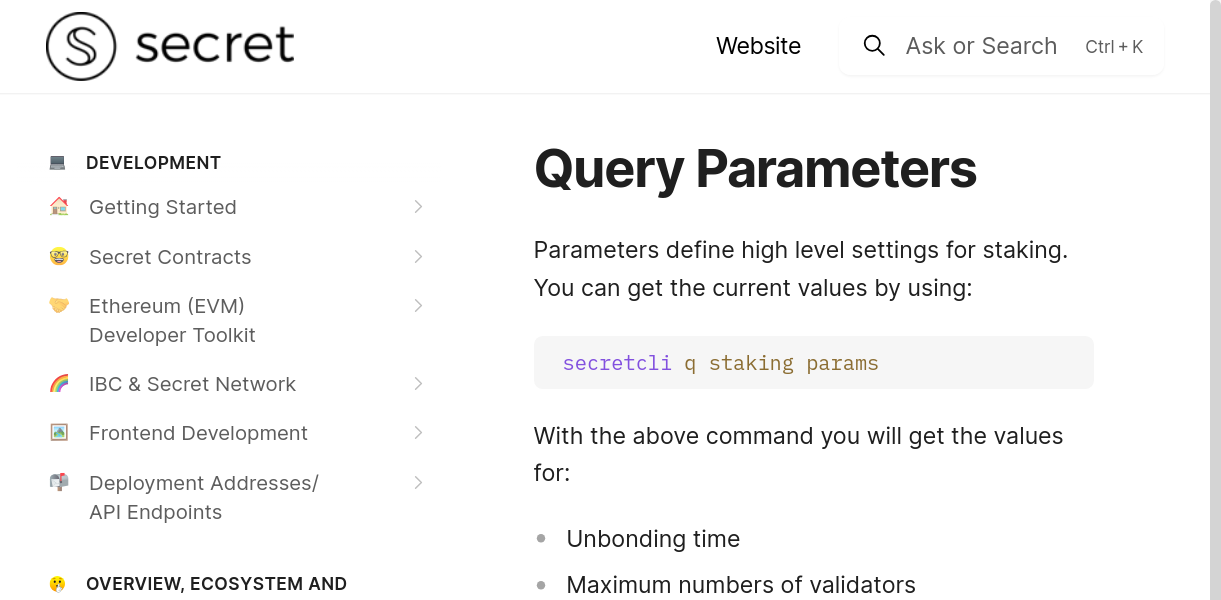 secret
Website
Ask or Search
Ctrl + K
DEVELOPMENT
Getting Started
Secret Contracts
Ethereum (EVM)
Developer Toolkit
IBC & Secret Network
Frontend Development
Deployment Addresses/
API Endpoints
OVERVIEW, ECOSYSTEM AND
Query Parameters
Parameters define high level settings for staking.
You can get the current values by using:
secretcli q staking params
With the above command you will get the values
for:
Unbonding time
Maximum numbers of validators